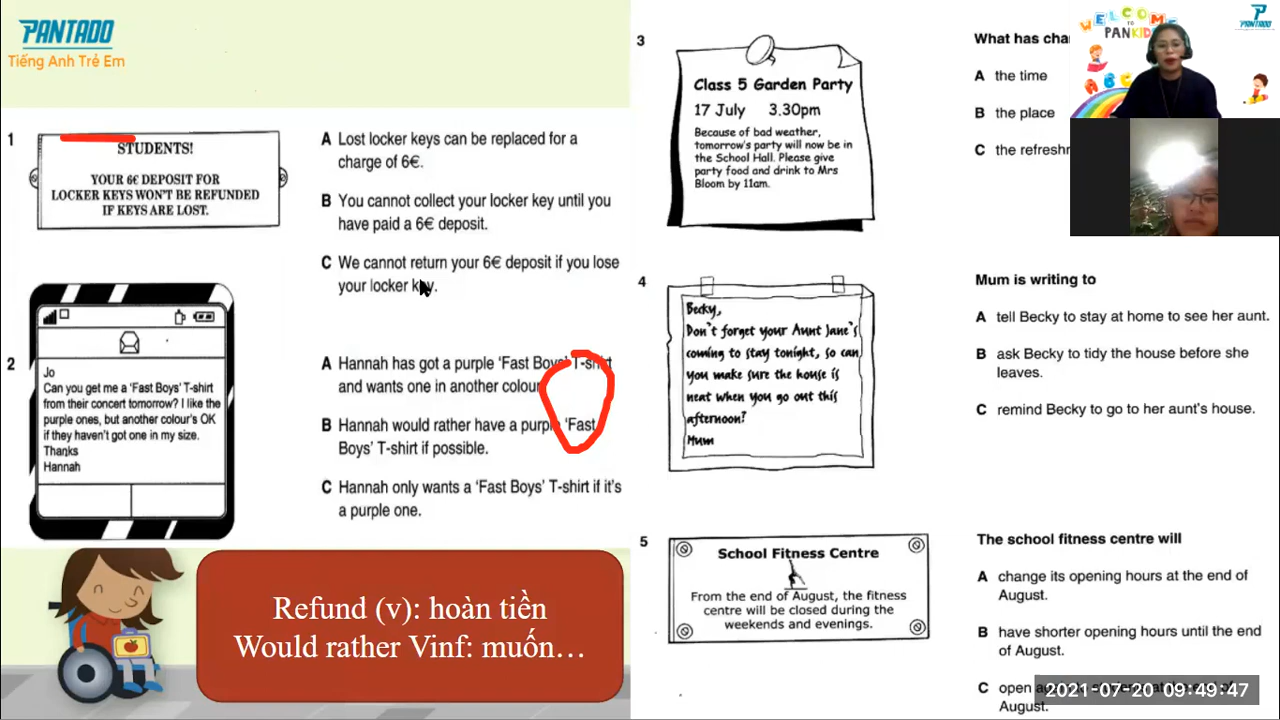 PANTADO
Tiếng Anh Trẻ Em
1
STUDENTS!
YOUR 6€ DEPOSIT FOR
LOCKER KEYS WON'T BE REFUNDED
IF KEYS ARE LOST.
A Lost locker keys can be replaced for a
charge of 6€.
B You cannot collect your locker key until you
have paid a 6€ deposit.
C We cannot return your 6€ deposit if you lose
your locker key.
2
Jo
Can you get me a 'Fast Boys' T-shirt
from their concert tomorrow? I like the
purple ones, but another colour's OK
if they haven't got one in my size.
Thanks
Hannah
A Hannah has got a purple 'Fast Boys' T-shirt
and wants one in another colour
B Hannah would rather have a purple 'Fast
Boys' T-shirt if possible.
C Hannah only wants a 'Fast Boys' T-shirt if it's
a purple one.
Refund (v): hoàn tiền
Would rather Vinf: muốn…
3
Class 5 Garden Party
17 July 3.30pm
Because of bad weather,
tomorrow's party will now be in
the School Hall. Please give
party food and drink to Mrs
Bloom by 11am.
What has
A the time
B the place
C the
WELCOME
TO
PANKID
PANTADO
4
Becky,
Don't forget your Aunt Jane's
coming to stay tonight, so can
you make sure the house is
neat when you go out this
afternoon?
Mum
Mum is writing to
A tell Becky to stay at home to see her aunt.
B ask Becky to tidy the house before she
leaves.
C remind Becky to go to her aunt's house.
5
School Fitness Centre
From the end of August, the fitness
centre will be closed during the
weekends and evenings.
The school fitness centre will
A change its opening hours at the end of
August.
B have shorter opening hours until the end
of August.
C open
August.
2021-07-20 09:49:47